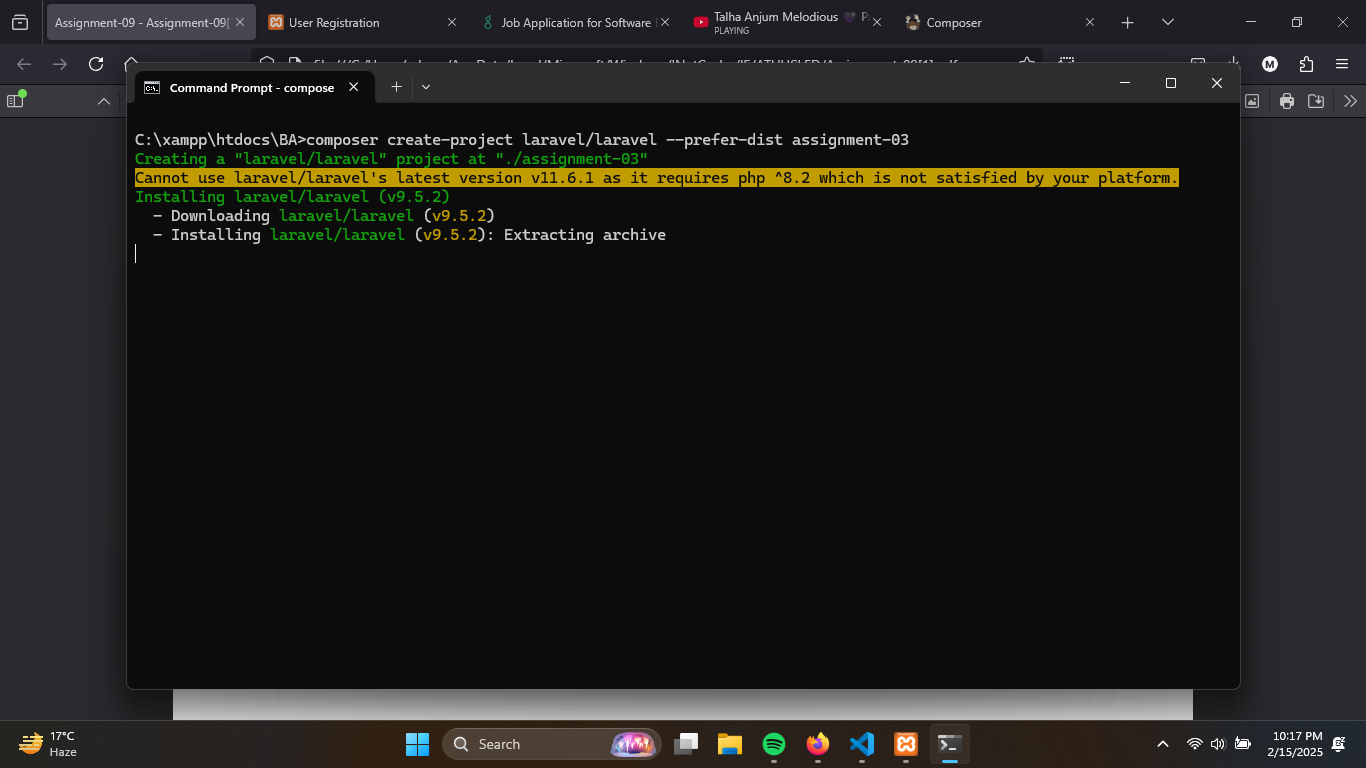 Assignment-09 - Assignment-09[
User Registration
Job Application for Software
Talha Anjum Melodious
PLAYING
Composer
Command Prompt - compose
C:\xampp\htdocs\BA>composer create-project laravel/laravel --prefer-dist assignment-03
Creating a "laravel/laravel" project at "./assignment-03"
Cannot use laravel/laravel's latest version v11.6.1 as it requires php ^8.2 which is not satisfied by your platform.
Installing laravel/laravel (v9.5.2)
- Downloading laravel/laravel (v9.5.2)
- Installing laravel/laravel (v9.5.2): Extracting archive
17°C
Haze
Search
10:17 PM
2/15/2025